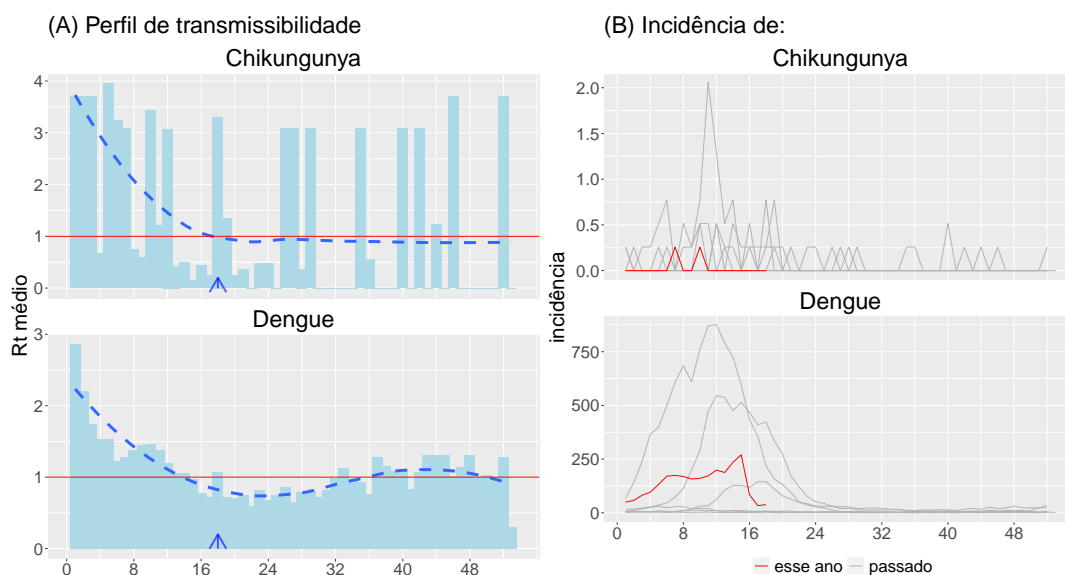 (A) Perfil de transmissibilidade
Chikungunya
4
3
2
1
0
Dengue
3
2
1
0
0 8 16 24 32 40 48
Rt médio
(B) Incidência de:
Chikungunya
2.0
1.5
1.0
0.5
0.0
Dengue
750
500
250
0
0 8 16 24 32 40 48
incidência
esse ano passado